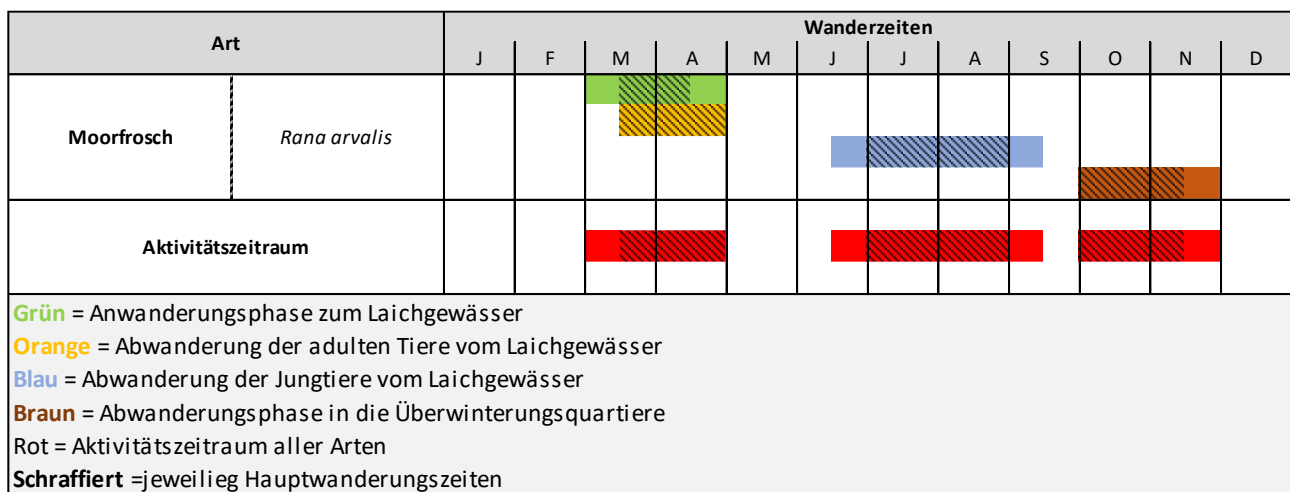 Art
Wanderzeiten
J F M A M J J A S O N D
Moorfrosch Rana arvalis
Aktivitätszeitraum
Grün = Anwanderungsphase zum Laichgewässer
Orange = Abwanderung der adulten Tiere vom Laichgewässer
Blau = Abwanderung der Jungtiere vom Laichgewässer
Braun = Abwanderungsphase in die Überwinterungsquartiere
Rot = Aktivitätszeitraum aller Arten
Schraffiert =jeweilieg Hauptwanderungszeiten